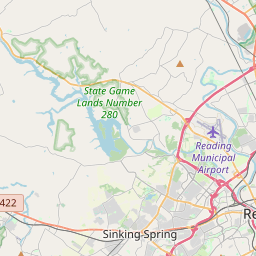 State Game
Lands Number
280
Reading
Municipal
Airport
422
Re
Sinking Spring